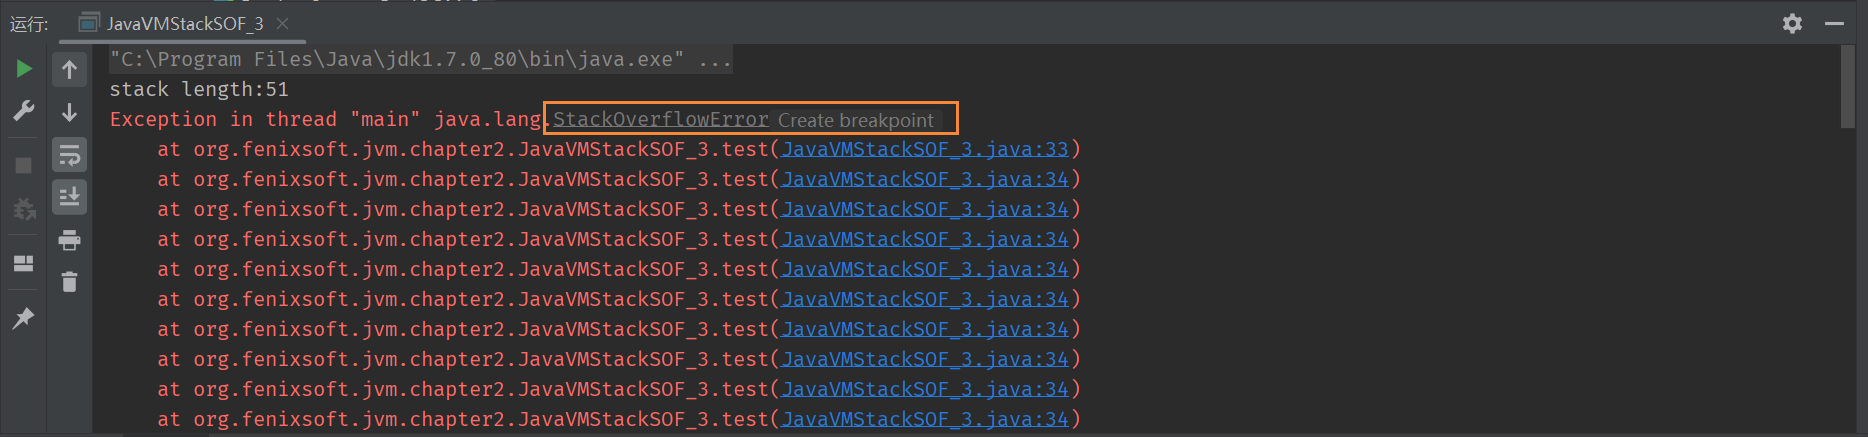 运行: JavaVMStackSOF_3
"C:\Program Files\Java\jdk1.7.0_80\bin\java.exe" ...
stack length:51
Exception in thread "main" java.lang.StackOverflowError Create breakpoint
at org.fenixsoft.jvm.chapter2.JavaVMStackSOF_3.test(JavaVMStackSOF_3.java:33)
at org.fenixsoft.jvm.chapter2.JavaVMStackSOF_3.test(JavaVMStackSOF_3.java:34)
at org.fenixsoft.jvm.chapter2.JavaVMStackSOF_3.test(JavaVMStackSOF_3.java:34)
at org.fenixsoft.jvm.chapter2.JavaVMStackSOF_3.test(JavaVMStackSOF_3.java:34)
at org.fenixsoft.jvm.chapter2.JavaVMStackSOF_3.test(JavaVMStackSOF_3.java:34)
at org.fenixsoft.jvm.chapter2.JavaVMStackSOF_3.test(JavaVMStackSOF_3.java:34)
at org.fenixsoft.jvm.chapter2.JavaVMStackSOF_3.test(JavaVMStackSOF_3.java:34)
at org.fenixsoft.jvm.chapter2.JavaVMStackSOF_3.test(JavaVMStackSOF_3.java:34)
at org.fenixsoft.jvm.chapter2.JavaVMStackSOF_3.test(JavaVMStackSOF_3.java:34)
at org.fenixsoft.jvm.chapter2.JavaVMStackSOF_3.test(JavaVMStackSOF_3.java:34)